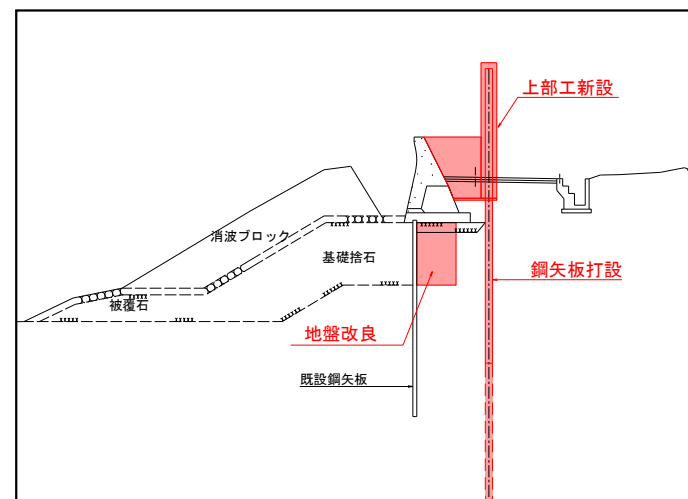 上部工新設
消波ブロック
基礎捨石
鋼矢板打設
被覆石
地盤改良
既設鋼矢板